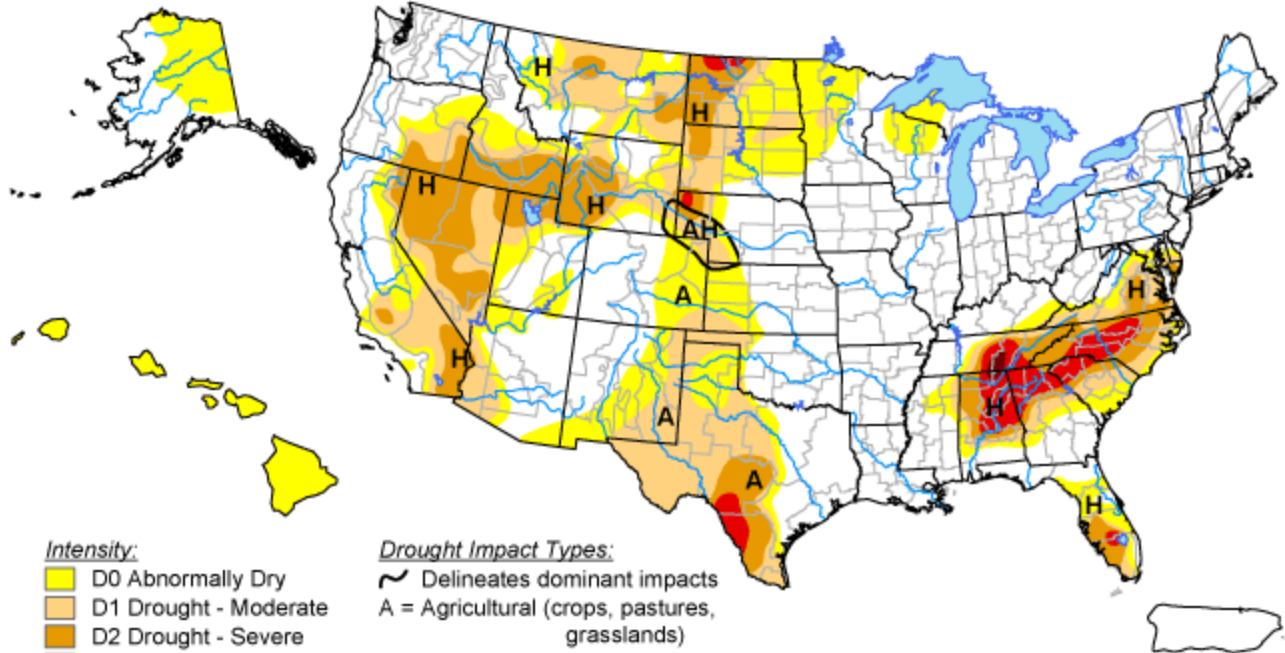 H
H
H
H
AH
A
H
H
H
A
A
H
Intensity:
D0 Abnormally Dry
D1 Drought - Moderate
D2 Drought - Severe
Drought Impact Types:
Delineates dominant impacts
A = Agricultural (crops, pastures,
grasslands)